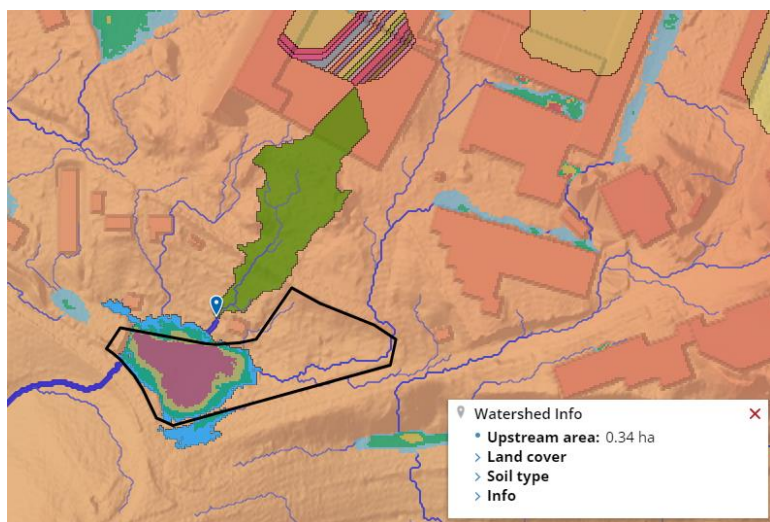 Watershed Info
Upstream area: 0.34 ha
Land cover
Soil type
Info